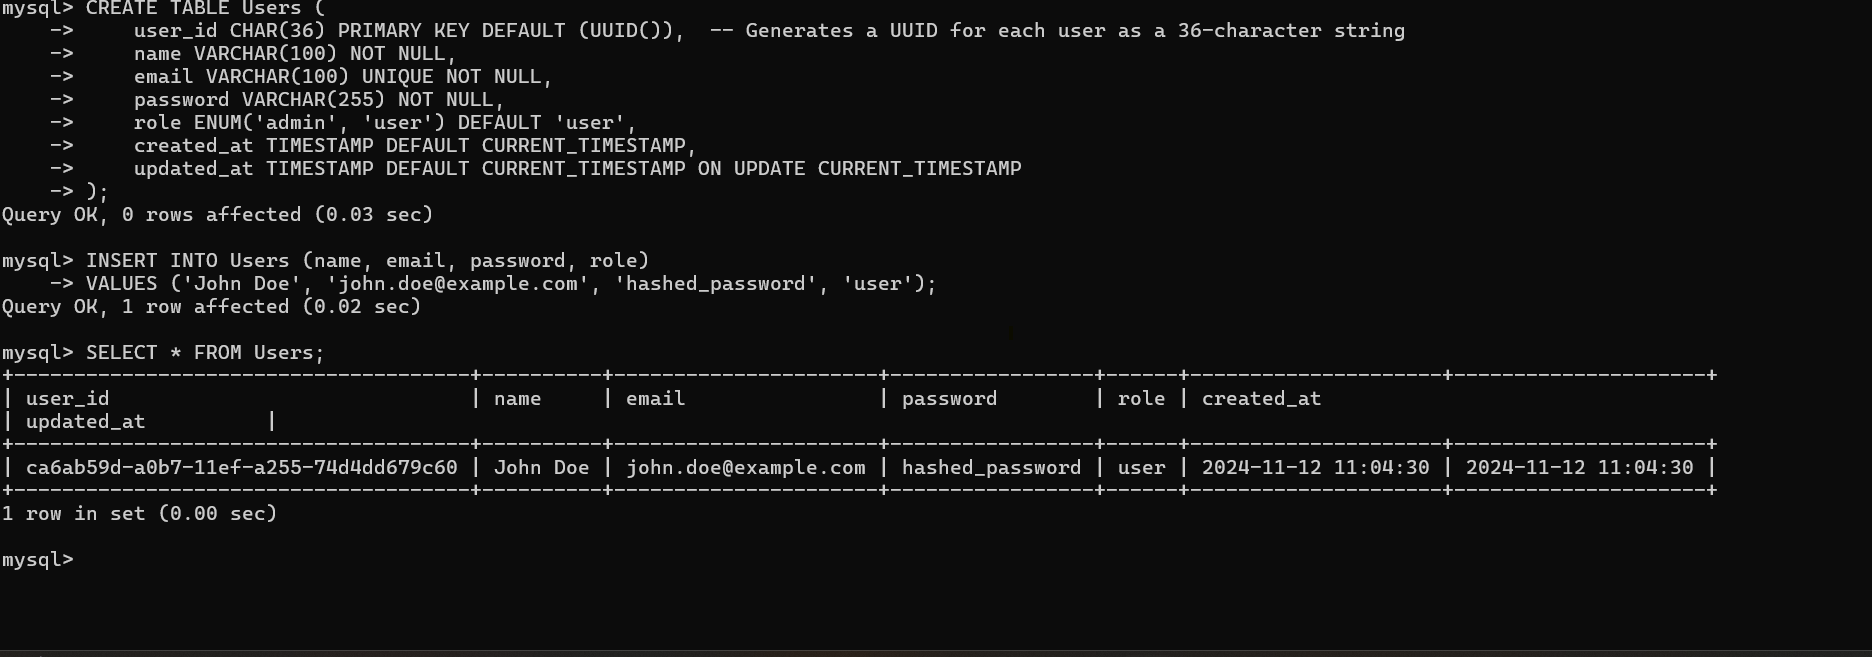 mysql> CREATE TABLE Users (
    ->     user_id CHAR(36) PRIMARY KEY DEFAULT (UUID()),  -- Generates a UUID for each user as a 36-character string
    ->     name VARCHAR(100) NOT NULL,
    ->     email VARCHAR(100) UNIQUE NOT NULL,
    ->     password VARCHAR(255) NOT NULL,
    ->     role ENUM('admin', 'user') DEFAULT 'user',
    ->     created_at TIMESTAMP DEFAULT CURRENT_TIMESTAMP,
    ->     updated_at TIMESTAMP DEFAULT CURRENT_TIMESTAMP ON UPDATE CURRENT_TIMESTAMP
    -> );
Query OK, 0 rows affected (0.03 sec)

mysql> INSERT INTO Users (name, email, password, role)
    -> VALUES ('John Doe', 'john.doe@example.com', 'hashed_password', 'user');
Query OK, 1 row affected (0.02 sec)

mysql> SELECT * FROM Users;
+--------------------------------------+----------+----------------------+-----------------+------+---------------------+---------------------+
| user_id                              | name     | email                | password        | role | created_at
| updated_at          |
+--------------------------------------+----------+----------------------+-----------------+------+---------------------+---------------------+
| ca6ab59d-a0b7-11ef-a255-74d4dd679c60 | John Doe | john.doe@example.com | hashed_password | user | 2024-11-12 11:04:30 | 2024-11-12 11:04:30 |
+--------------------------------------+----------+----------------------+-----------------+------+---------------------+---------------------+
1 row in set (0.00 sec)

mysql>